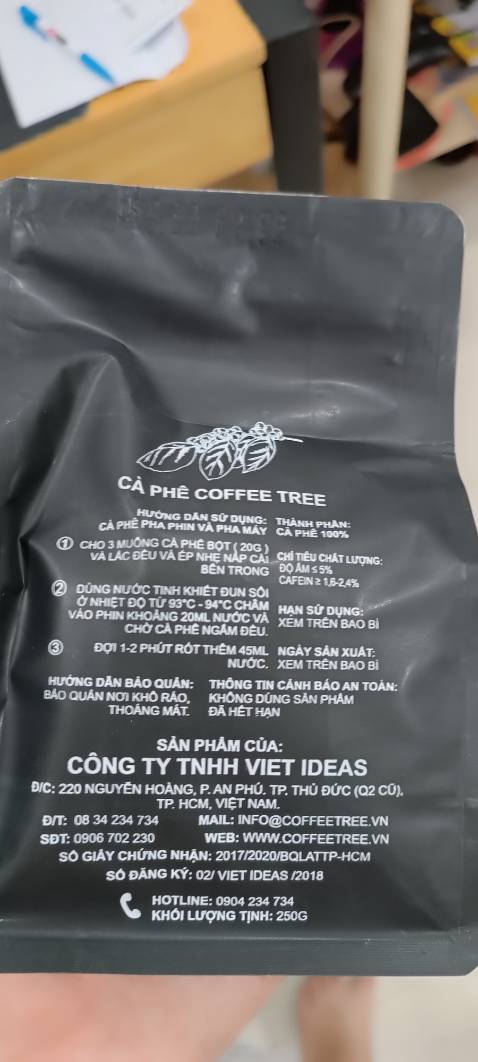 CÀ PHÊ COFFEE TREE
HƯỚNG DẪN SỬ DỤNG:
CÀ PHÊ PHA PHIN VÀ PHA MÁY
① CHO 3 MUỖNG CÀ PHÊ BỘT ( 20G )
VÀ LẮC ĐỀU VÀ ÉP NHẸ NẮP CÀI
BÊN TRONG
② DÙNG NƯỚC TINH KHIẾT ĐUN SÔI
Ở NHIỆT ĐỘ TỪ 93°C - 94°C CHÂM
VÀO PHIN KHOẢNG 20ML NƯỚC VÀ
CHỜ CÀ PHÊ NGẤM ĐỀU.
③ ĐỢI 1-2 PHÚT RÓT THÊM 45ML
NƯỚC.
THÀNH PHẦN:
CÀ PHÊ 100%
CHỈ TIÊU CHẤT LƯỢNG:
ĐỘ ẨM ≤ 5%
CAFEIN ≥ 1,6-2,4%
HẠN SỬ DỤNG:
XEM TRÊN BAO BÌ
NGÀY SẢN XUẤT:
XEM TRÊN BAO BÌ
HƯỚNG DẪN BẢO QUẢN:
BẢO QUẢN NƠI KHÔ RÁO,
THOÁNG MÁT.
THÔNG TIN CẢNH BÁO AN TOÀN:
KHÔNG DÙNG SẢN PHẨM
ĐÃ HẾT HẠN
SẢN PHẨM CỦA:
CÔNG TY TNHH VIET IDEAS
Đ/C: 220 NGUYỄN HOÀNG, P. AN PHÚ. TP. THỦ ĐỨC (Q2 CŨ),
TP. HCM, VIỆT NAM.
Đ/T: 08 34 234 734 MAIL: INFO@COFFEETREE.VN
SĐT: 0906 702 230 WEB: WWW.COFFEETREE.VN
SỐ GIẤY CHỨNG NHẬN: 2017/2020/BQLATTP-HCM
SỐ ĐĂNG KÝ: 02/ VIET IDEAS /2018
HOTLINE: 0904 234 734
KHỐI LƯỢNG TỊNH: 250G